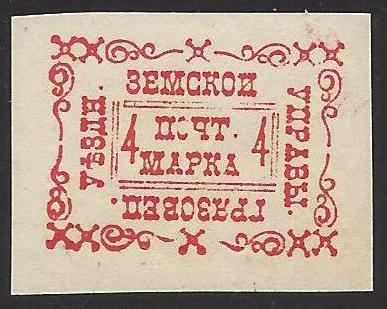 ГРЯЗОВЕЦ.
УѢЗДН.
ЗЕМСКОЙ
УПРАВЫ.
4 ПОЧТ. 4
МАРКА